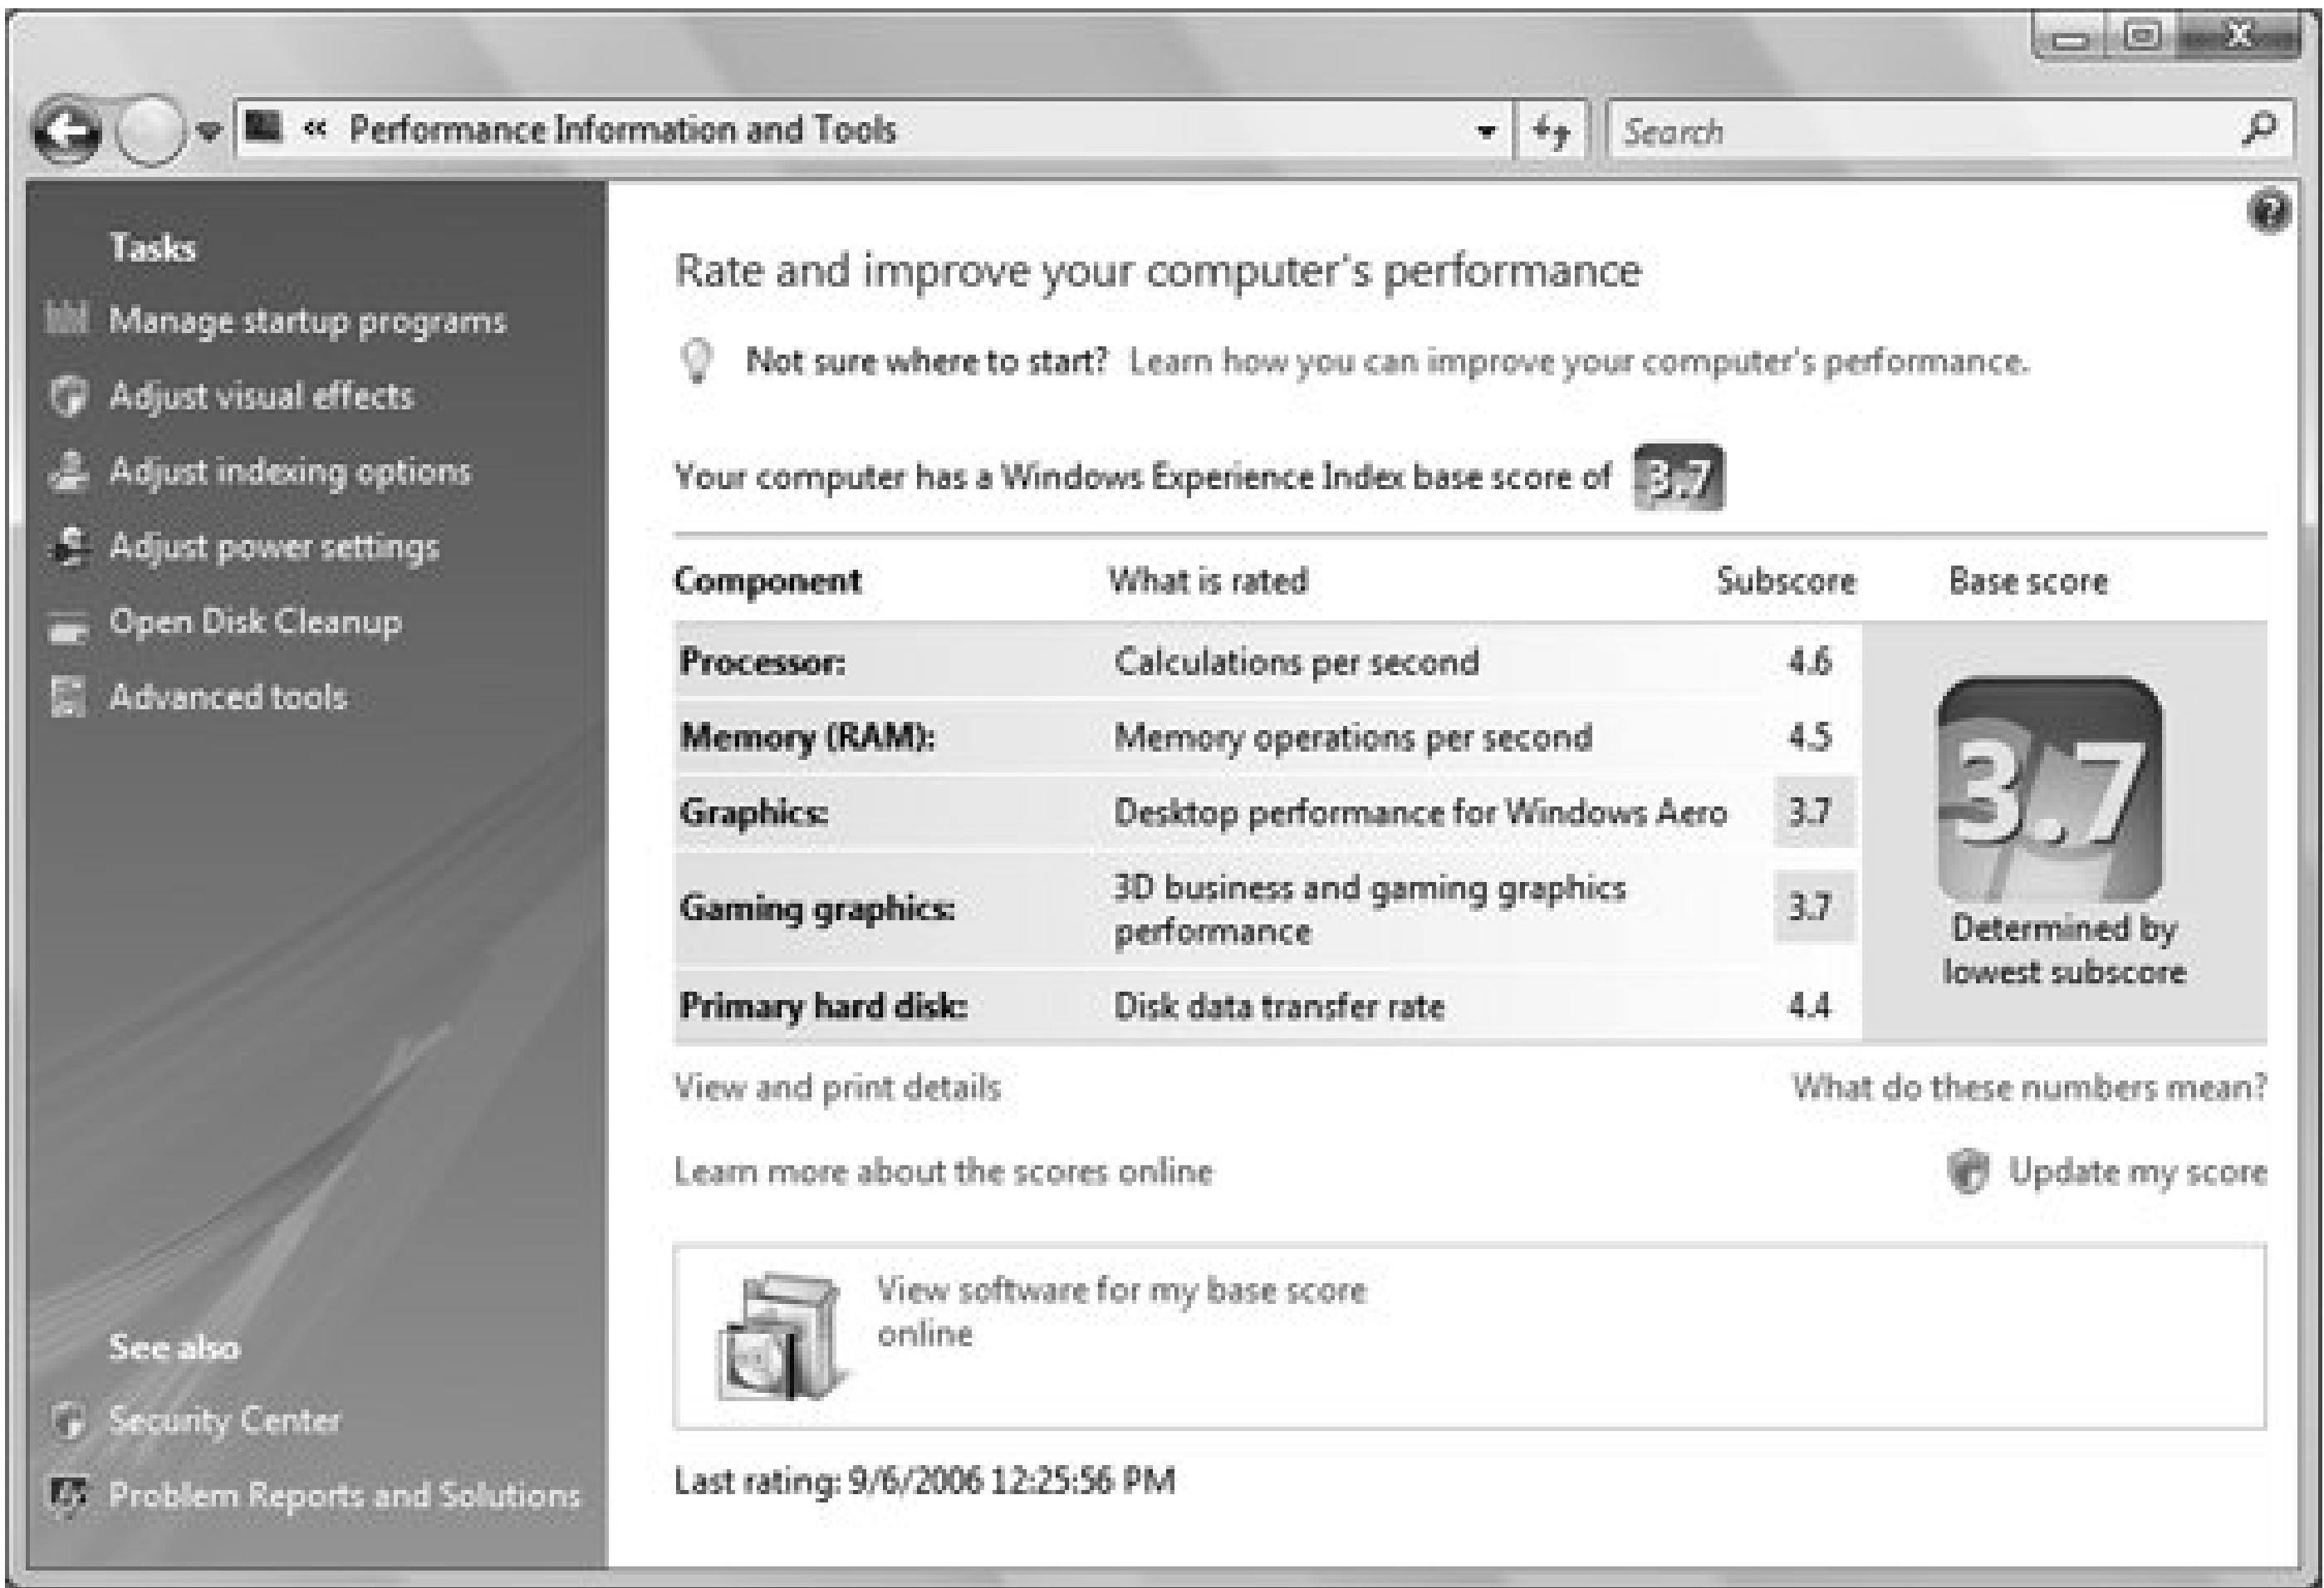 Performance Information and Tools
Search
Tasks
Manage startup programs
Adjust visual effects
Adjust indexing options
Adjust power settings
Open Disk Cleanup
Advanced tools
See also
Security Center
Problem Reports and Solutions
Rate and improve your computer's performance
Not sure where to start? Learn how you can improve your computer's performance.
Your computer has a Windows Experience Index base score of 3.7
Component What is rated Subscore Base score
Processor: Calculations per second 4.6
Memory (RAM): Memory operations per second 4.5
Graphics: Desktop performance for Windows Aero 3.7
Gaming graphics: 3D business and gaming graphics
performance 3.7
Primary hard disk: Disk data transfer rate 4.4
3.7
Determined by
lowest subscore
View and print details What do these numbers mean?
Learn more about the scores online Update my score
View software for my base score
online
Last rating: 9/6/2006 12:25:56 PM